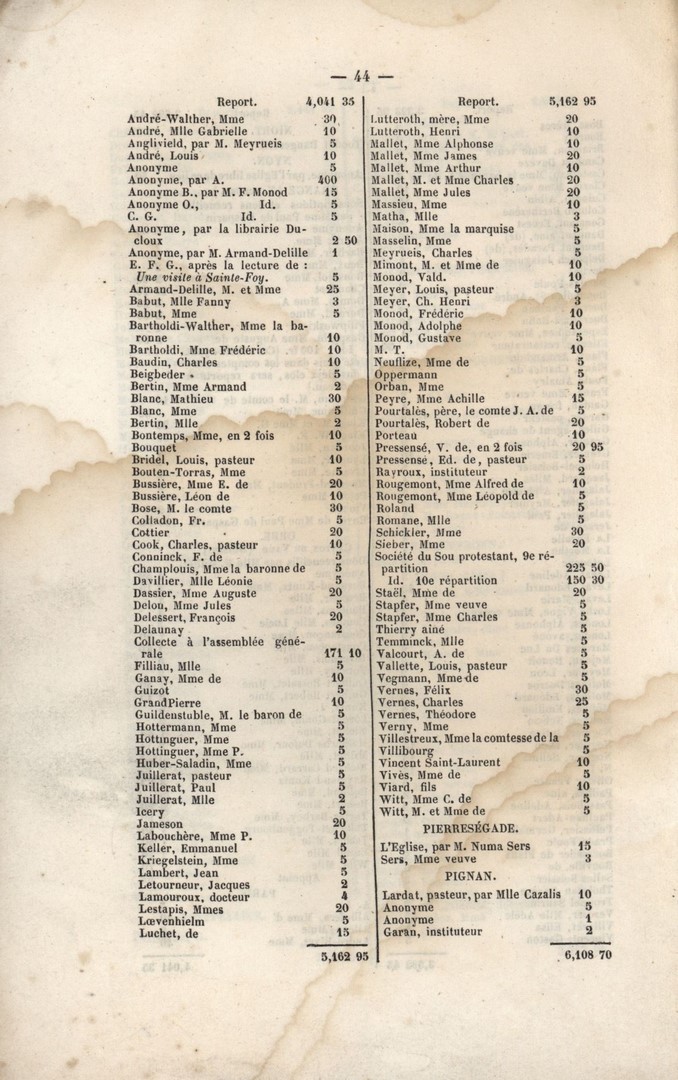 — 44 —
Report. 4,041 35
André-Walther, Mme 30
André, Mlle Gabrielle 10
Anglivield, par M. Meyrueis 5
André, Louis 10
Anonyme 5
Anonyme, par A. 400
Anonyme B., par M. F. Monod 15
Anonyme O., Id. 5
C. G. Id. 5
Anonyme, par la librairie Du-
cloux 2 50
Anonyme, par M. Armand-Delille 1
E. F. G., après la lecture de :
Une visite à Sainte-Foy. 5
Armand-Delille, M. et Mme 25
Babut, Mlle Fanny 3
Babut, Mme 5
Bartholdi-Walther, Mme la ba-
ronne 10
Bartholdi, Mme Frédéric 10
Baudin, Charles 10
Beigbeder 5
Bertin, Mme Armand 2
Blanc, Mathieu 30
Blanc, Mme 5
Bertin, Mlle 2
Bontemps, Mme, en 2 fois 10
Bouquet 5
Bridel, Louis, pasteur 10
Bouten-Torras, Mme 5
Bussière, Mme E. de 20
Bussière, Léon de 10
Bose, M. le comte 30
Colladon, Fr. 5
Cottier 20
Cook, Charles, pasteur 10
Conninck, F. de 5
Champlouis, Mme la baronne de 5
Davillier, Mlle Léonie 5
Dassier, Mme Auguste 20
Delon, Mme Jules 5
Delessert, François 20
Delaunay 2
Collecte à l'assemblée géné-
rale 171 10
Filliau, Mlle 5
Ganay, Mme de 10
Guizot 5
GrandPierre 10
Guildenstuble, M. le baron de 5
Hottermann, Mme 5
Hottinguer, Mme 5
Hottinguer, Mme P. 5
Huber-Saladin, Mme 5
Juillerat, pasteur 5
Juillerat, Paul 5
Juillerat, Mlle 2
Icery 5
Jameson 20
Labouchère, Mme P. 10
Keller, Emmanuel 5
Kriegelstein, Mme 5
Lambert, Jean 5
Letourneur, Jacques 2
Lamouroux, docteur 4
Lestapis, Mmes 20
Lœvenhielm 5
Luchet, de 15
5,162 95
Report. 5,162 95
Lutteroth, mère, Mme 20
Lutteroth, Henri 10
Mallet, Mme Alphonse 10
Mallet, Mme James 20
Mallet, Mme Arthur 10
Mallet, M. et Mme Charles 20
Mallet, Mme Jules 20
Massieu, Mme 10
Matha, Mlle 3
Maison, Mme la marquise 5
Masselin, Mme 5
Meyrueis, Charles 5
Mimont, M. et Mme de 10
Monod, Vald. 10
Meyer, Louis, pasteur 5
Meyer, Ch. Henri 3
Monod, Frédéric 10
Monod, Adolphe 10
Monod, Gustave 5
M. T. 10
Neuflize, Mme de 5
Oppermann 5
Orban, Mme 5
Peyre, Mme Achille 15
Pourtalès, père, le comte J. A. de 5
Pourtalès, Robert de 20
Porteau 10
Pressensé, V. de, en 2 fois 20 95
Pressensé, Ed. de, pasteur 5
Rayroux, instituteur 2
Rougemont, Mme Alfred de 10
Rougemont, Mme Léopold de 5
Roland 5
Romane, Mlle 5
Schickler, Mme 30
Sieber, Mme 20
Société du Sou protestant, 9e ré-
partition 225 50
Id. 10e répartition 150 30
Staël, Mme de 20
Stapfer, Mme veuve 5
Stapfer, Mme Charles 5
Thierry aîné 5
Temminck, Mlle 5
Valcourt, A. de 5
Vallette, Louis, pasteur 5
Vegmann, Mme de 5
Vernes, Félix 30
Vernes, Charles 25
Vernes, Théodore 5
Verny, Mme 5
Villestreux, Mme la comtesse de la 5
Villibourg 5
Vincent Saint-Laurent 10
Vivès, Mme de 5
Viard, fils 10
Witt, Mme C. de 5
Witt, M. et Mme de 5
PIERRESÉGADE.
L'Eglise, par M. Numa Sers 15
Sers, Mme veuve 3
PIGNAN.
Lardat, pasteur, par Mlle Cazalis 10
Anonyme 5
Anonyme 1
Garan, instituteur 2
6,108 70